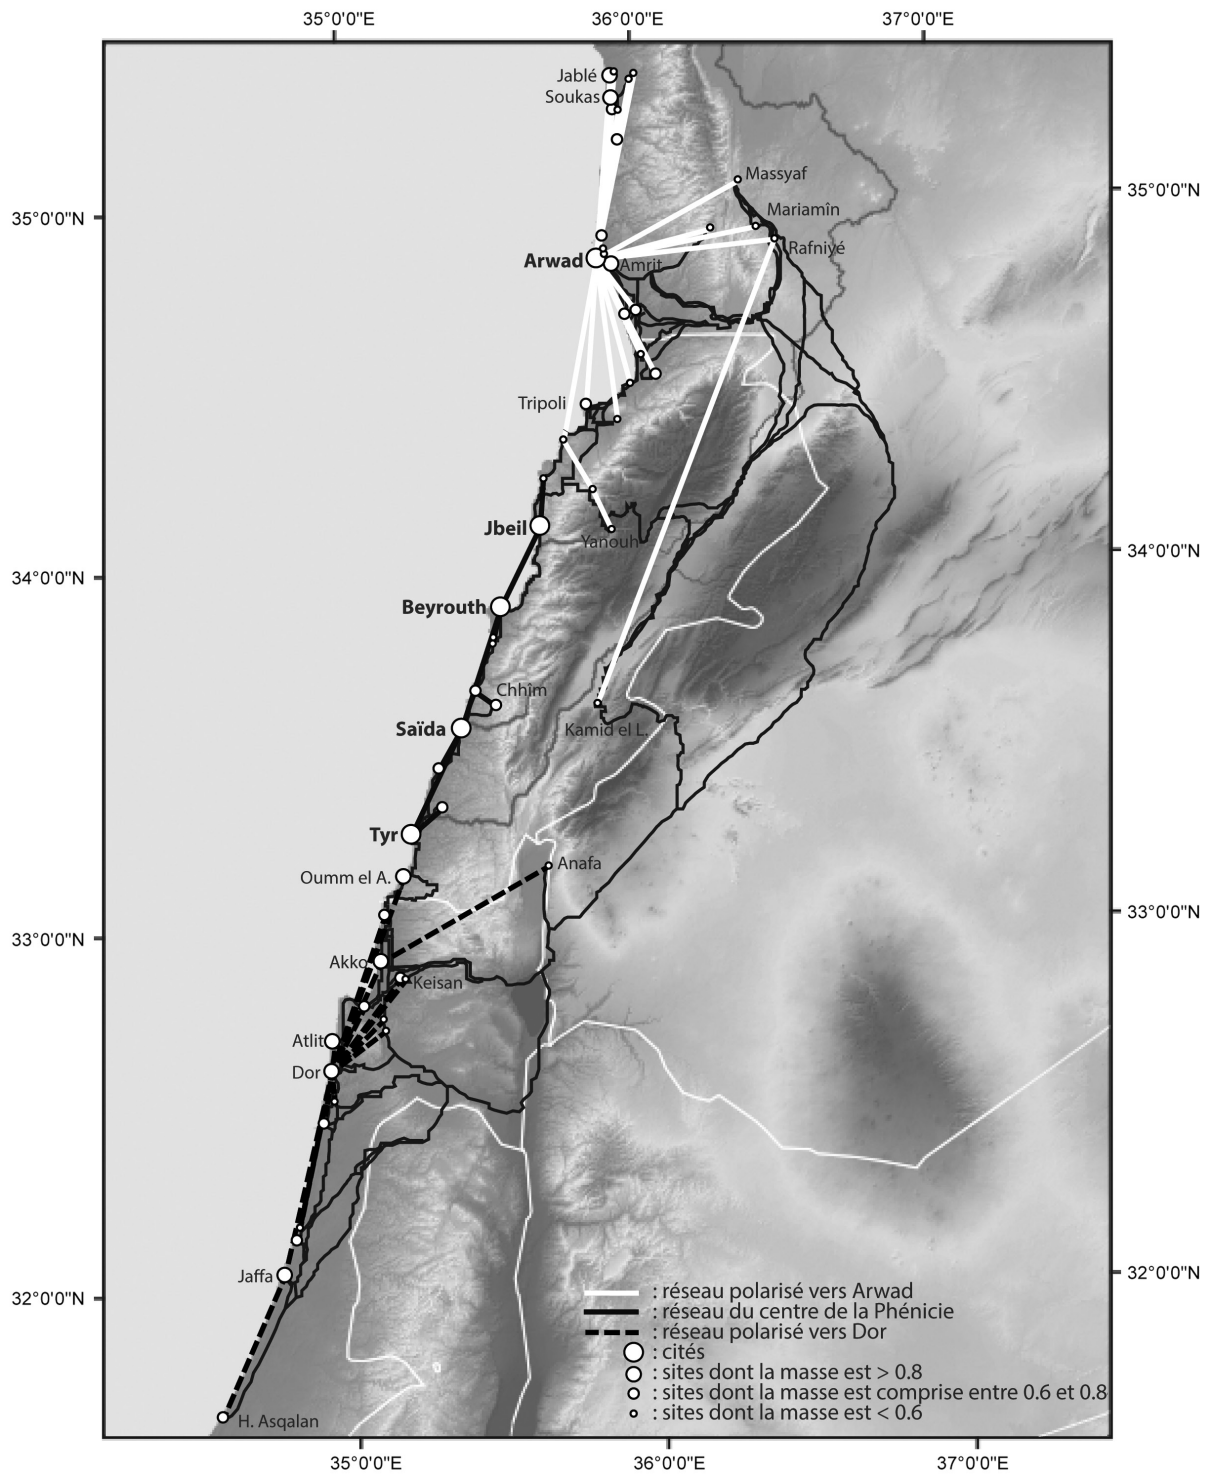 35°0'0"E 36°0'0"E 37°0'0"E
Jablé
Soukas
Massyaf
35°0'0"N
Mariamîn
35°0'0"N
Rafniyé
Arwad
Amrit
Tripoli
Jbeil
Yanouh
34°0'0"N
34°0'0"N
Beyrouth
Chhîm
Saïda
Kamid el L.
Tyr
Anafa
Oumm el A.
33°0'0"N
33°0'0"N
Akko
Keisan
Atlit
Dor
Jaffa
32°0'0"N
32°0'0"N
: réseau polarisé vers Arwad
: réseau du centre de la Phénicie
: réseau polarisé vers Dor
: cités
: sites dont la masse est > 0.8
: sites dont la masse est comprise entre 0.6 et 0.8
: sites dont la masse est < 0.6
H. Asqalan
35°0'0"E 36°0'0"E 37°0'0"E